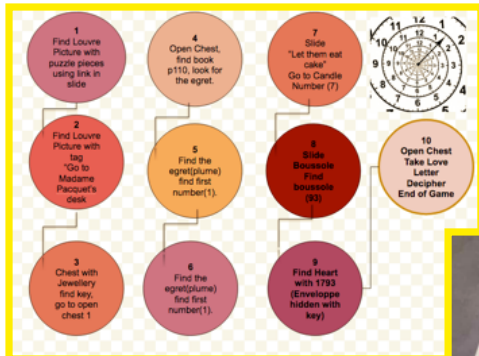 1
Find Louvre
Picture with
puzzle pieces
using link in
slide
2
Find Louvre
Picture with
tag
"Go to
Madame
Pacquet's
desk
3
Chest with
Jewellery
find key,
go to open
chest 1
4
Open Chest,
find book
p110, look for
the egret.
5
Find the
egret(plume)
find first
number(1).
6
Find the
egret(plume)
find first
number(1).
7
Slide
"Let them eat
cake"
Go to Candle
Number (7)
8
Slide
Boussole
Find
boussole
(93)
9
Find Heart
with 1793
(Enveloppe
hidden with
key)
10
Open Chest
Take Love
Letter
Decipher
End of Game